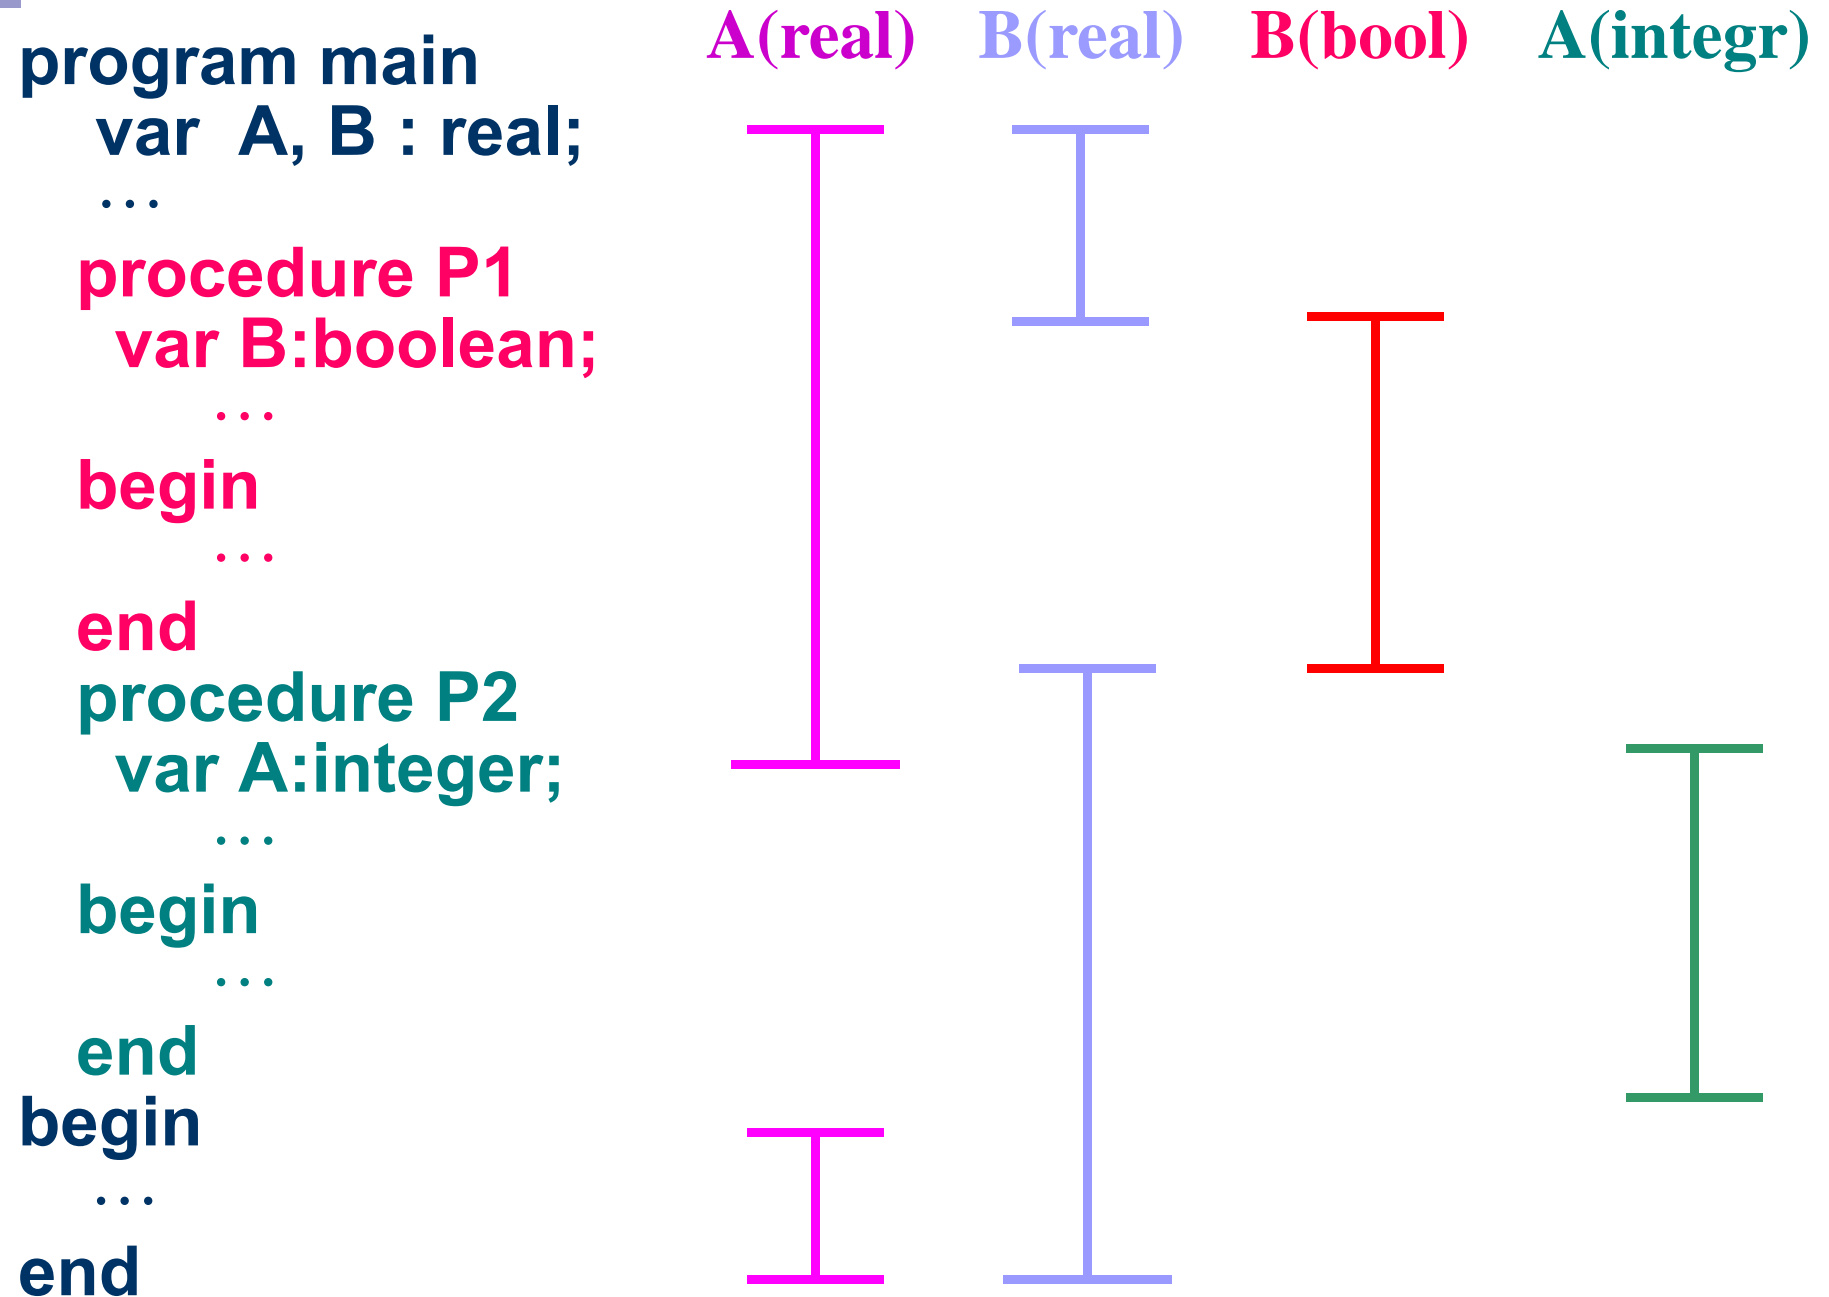 program main
var A, B : real;
...
procedure P1
var B:boolean;
...
begin
...
end
procedure P2
var A:integer;
...
begin
...
end
begin
...
end
A(real) B(real) B(bool) A(integr)